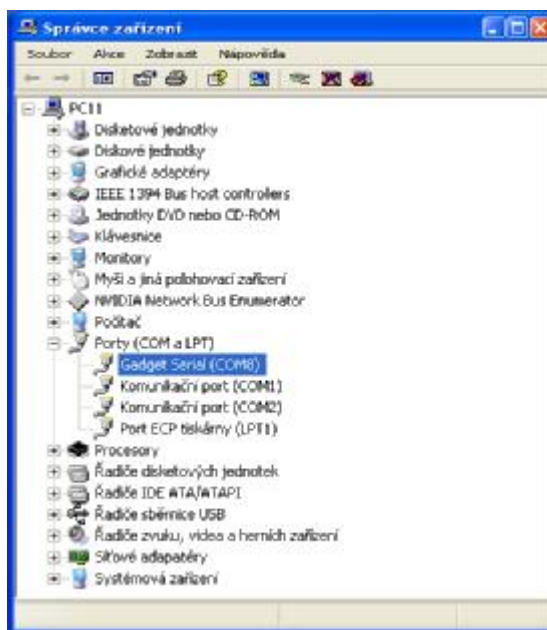 Správce zařízení
Soubor Akce Zobrazit Nápověda
PC11
Disketové jednotky
Diskové jednotky
Grafické adaptéry
IEEE 1394 Bus host controllers
Jednotky DVD nebo CD-ROM
Klávesnice
Monitory
Myši a jiná polohovací zařízení
NVIDIA Network Bus Enumerator
Počítač
Porty (COM a LPT)
Gadget Serial (COM8)
Komunikační port (COM1)
Komunikační port (COM2)
Port ECP tiskárny (LPT1)
Procesory
Řadiče disketových jednotek
Řadiče IDE ATA/ATAPI
Řadiče sběrnice USB
Řadiče zvuku, videa a herních zařízení
Síťové adaptéry
Systémová zařízení